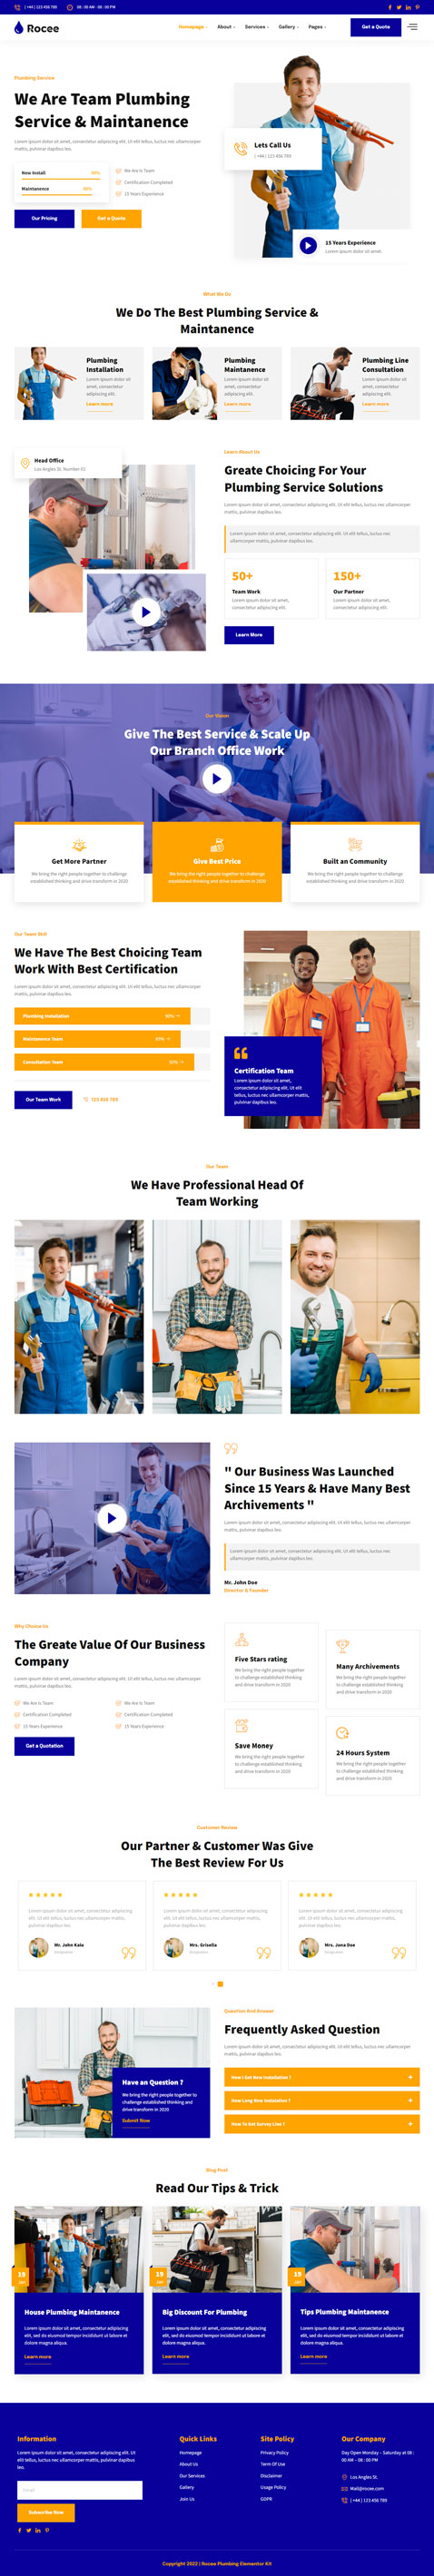 ( +44 ) 123 456 789
08 : 00 AM - 06 : 00 PM
Rocee
Homepage
About
Services
Gallery
Pages
Get a Quote
Plumbing Service
We Are Team Plumbing
Service & Maintanence
Lorem ipsum dolor sit amet, consectetur adipiscing elit. Ut elit tellus, luctus nec ullamcorper
mattis, pulvinar dapibus leo.
New Install
90%
Maintanence
We Are Is Team
Certification Completed
15 Years Experience
Our Pricing
Get a Quote
Lets Call Us
( +44 ) 123 456 789
15 Years Experience
Lorem ipsum dolor sit amet.
What We Do
We Do The Best Plumbing Service &
Maintanence
Plumbing
Installation
Lorem ipsum dolor sit
amet, consectetur
adipiscing elit.
Learn more
Plumbing
Maintanence
Lorem ipsum dolor sit
amet, consectetur
adipiscing elit.
Learn more
Plumbing Line
Consultation
Lorem ipsum dolor sit
amet, consectetur
adipiscing elit.
Learn more
Head Office
Los Angles St. Number 01
Learn About Us
Greate Choicing For Your
Plumbing Service Solutions
Lorem ipsum dolor sit amet, consectetur adipiscing elit. Ut elit tellus, luctus nec ullamcorper
mattis, pulvinar dapibus leo.
Lorem ipsum dolor sit amet, consectetur adipiscing elit. Ut elit tellus, luctus nec
ullamcorper mattis, pulvinar dapibus leo.
50+
Team Work
Lorem ipsum dolor sit amet,
consectetur adipiscing elit.
150+
Our Partner
Lorem ipsum dolor sit amet,
consectetur adipiscing elit.
Learn More
Our Vision
Give The Best Service & Scale Up
Our Branch Office Work
Get More Partner
We bring the right people together to challenge
established thinking and drive transform in 2020
Give Best Price
We bring the right people together to challenge
established thinking and drive transform in 2020
Built an Community
We bring the right people together to challenge
established thinking and drive transform in 2020
Our Team Skill
We Have The Best Choicing Team
Work With Best Certification
Lorem ipsum dolor sit amet, consectetur adipiscing elit. Ut elit tellus, luctus nec ullamcorper
mattis, pulvinar dapibus leo.
Plumbing Installation
Maintanence Team
Consultation Team
Our Team Work
123 456 789
Certification Team
Lorem ipsum dolor sit amet,
consectetur adipiscing elit. Ut elit
tellus, luctus nec ullamcorper mattis,
pulvinar dapibus leo.
Our Team
We Have Professional Head Of
Team Working
" Our Business Was Launched
Since 15 Years & Have Many Best
Archivements "
Lorem ipsum dolor sit amet, consectetur adipiscing elit. Ut elit tellus, luctus nec ullamcorper
mattis, pulvinar dapibus leo.
Lorem ipsum dolor sit amet, consectetur adipiscing elit. Ut elit tellus, luctus nec
ullamcorper mattis, pulvinar dapibus leo.
Mr. John Doe
Director & Founder
Why Choice Us
The Greate Value Of Our Business
Company
Lorem ipsum dolor sit amet, consectetur adipiscing elit. Ut elit tellus, luctus nec ullamcorper
mattis, pulvinar dapibus leo.
We Are Is Team
We Are Is Team
Certification Completed
Certification Completed
15 Years Experience
15 Years Experience
Get a Quotation
Five Stars rating
We bring the right people together
to challenge established thinking
and drive transform in 2020
Many Archivements
We bring the right people together
to challenge established thinking
and drive transform in 2020
Save Money
We bring the right people together
to challenge established thinking
and drive transform in 2020
24 Hours System
We bring the right people together
to challenge established thinking
and drive transform in 2020
Customer Review
Our Partner & Customer Was Give
The Best Review For Us
Lorem ipsum dolor sit amet, consectetur adipiscing
elit. Ut elit tellus, luctus nec ullamcorper mattis,
pulvinar dapibus leo.
Mr. John Kale
Lorem ipsum dolor sit amet, consectetur adipiscing
elit. Ut elit tellus, luctus nec ullamcorper mattis,
pulvinar dapibus leo.
Mrs. Griselia
Lorem ipsum dolor sit amet, consectetur adipiscing
elit. Ut elit tellus, luctus nec ullamcorper mattis,
pulvinar dapibus leo.
Mrs. Jona Doe
Have an Question ?
We bring the right people together to
challenge established thinking and
drive transform in 2020
Submit Now
Question And Answer
Frequently Asked Question
Lorem ipsum dolor sit amet, consectetur adipiscing elit. Ut elit tellus, luctus nec ullamcorper
mattis, pulvinar dapibus leo.
How I Get New Installation ?
How Long New Instalation ?
How To Get Survey Line ?
Blog Post
Read Our Tips & Trick
19
House Plumbing Maintanence
Lorem ipsum dolor sit amet, consectetur adipiscing
elit, sed do eiusmod tempor incididunt ut labore et
dolore magna aliqua.
Learn more
19
Big Discount For Plumbing
Lorem ipsum dolor sit amet, consectetur adipiscing
elit, sed do eiusmod tempor incididunt ut labore et
dolore magna aliqua.
Learn more
19
Tips Plumbing Maintanence
Lorem ipsum dolor sit amet, consectetur adipiscing
elit, sed do eiusmod tempor incididunt ut labore et
dolore magna aliqua.
Learn more
Information
Lorem ipsum dolor sit amet, consectetur adipiscing elit. Ut
elit tellus, luctus nec ullamcorper mattis, pulvinar dapibus
leo.
Email
Subscribe Now
Quick Links
Homepage
About Us
Our Services
Gallery
Join Us
Site Policy
Privacy Policy
Term Of Use
Disclaimer
Usage Policy
GDPR
Our Company
Day Open Monday – Saturday at 08 :
00 AM – 06 : 00 PM
Los Angles St.
Mail@rocee.com
( +44 ) 123 456 789
Copyright 2022 | Rocee Plumbing Elementor Kit